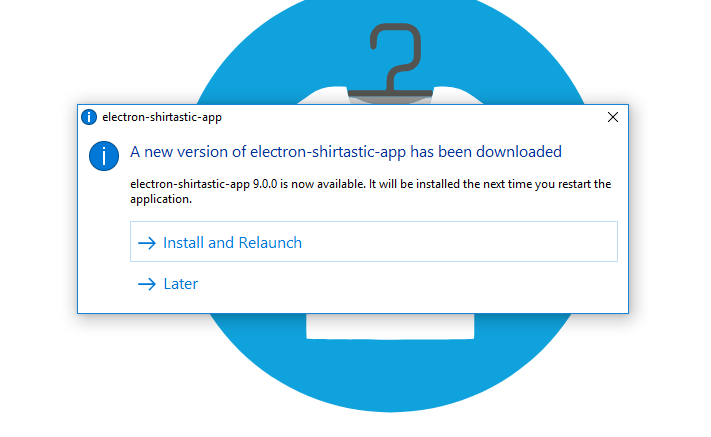 electron-shirtastic-app
A new version of electron-shirtastic-app has been downloaded
electron-shirtastic-app 9.0.0 is now available. It will be installed the next time you restart the
application.
Install and Relaunch
Later